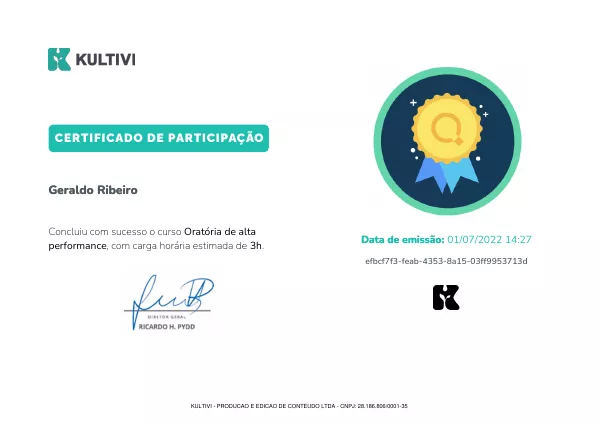 KULTIVI
CERTIFICADO DE PARTICIPAÇÃO
Geraldo Ribeiro
Concluiu com sucesso o curso Oratória de alta
performance, com carga horária estimada de 3h.
DIRETOR GERAL
RICARDO H. PYDD
Data de emissão: 01/07/2022 14:27
efbcf7f3-feab-4353-8a15-03ff9953713d
KULTIVI - PRODUCAO E EDICAO DE CONTEUDO LTDA - CNPJ: 28.186.806/0001-35